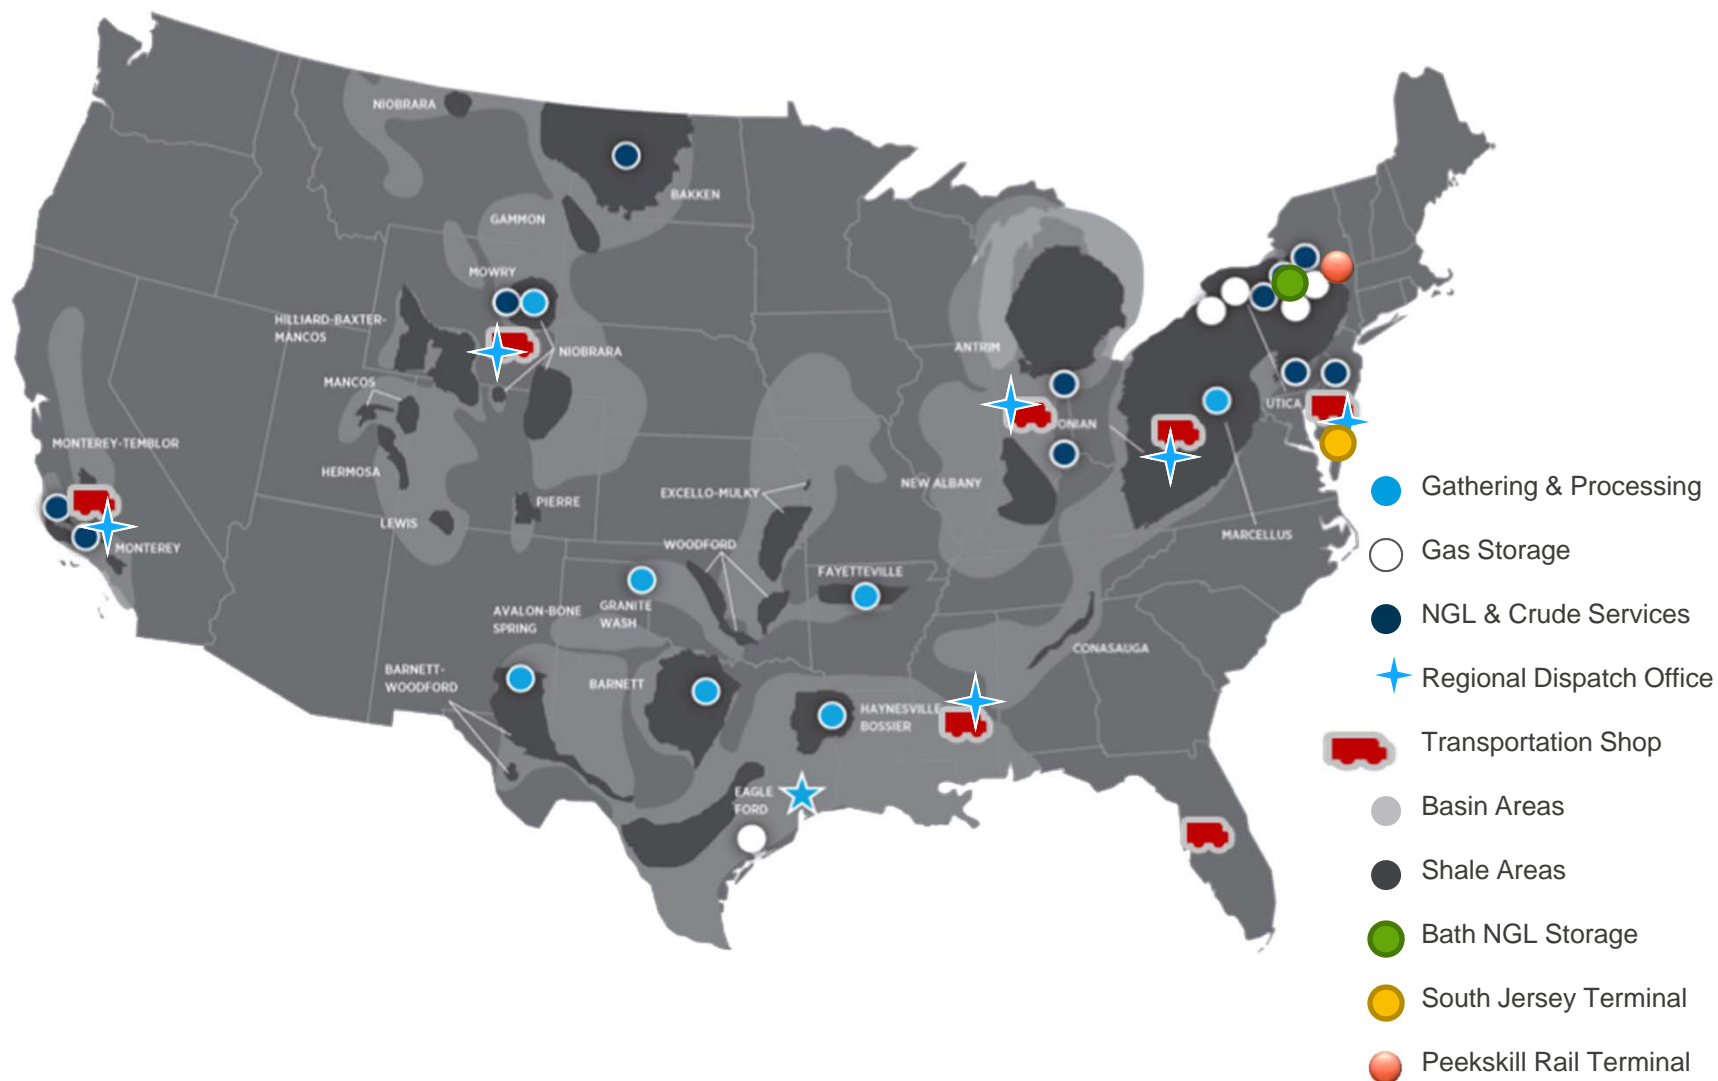 NIOBRARA
BAKKEN
GAMMON
MOWRY
HILLIARD-BAXTER-
MANCOS
NIOBRARA
ANTRIM
MANCOS
UTICA
ONIAN
MONTEREY-TEMBLOR
HERMOSA
NEW ALBANY
EXCELLO-MULKY
PIERRE
LEWIS
MARCELLUS
MONTEREY
WOODFORD
FAYETTEVILLE
AVALON-BONE
SPRING
GRANITE
WASH
CONASAUGA
BARNETT-
WOODFORD
BARNETT
HAYNESVILLE
BOSSIER
EAGLE
FORD
Gathering & Processing
Gas Storage
NGL & Crude Services
Regional Dispatch Office
Transportation Shop
Basin Areas
Shale Areas
Bath NGL Storage
South Jersey Terminal
Peekskill Rail Terminal